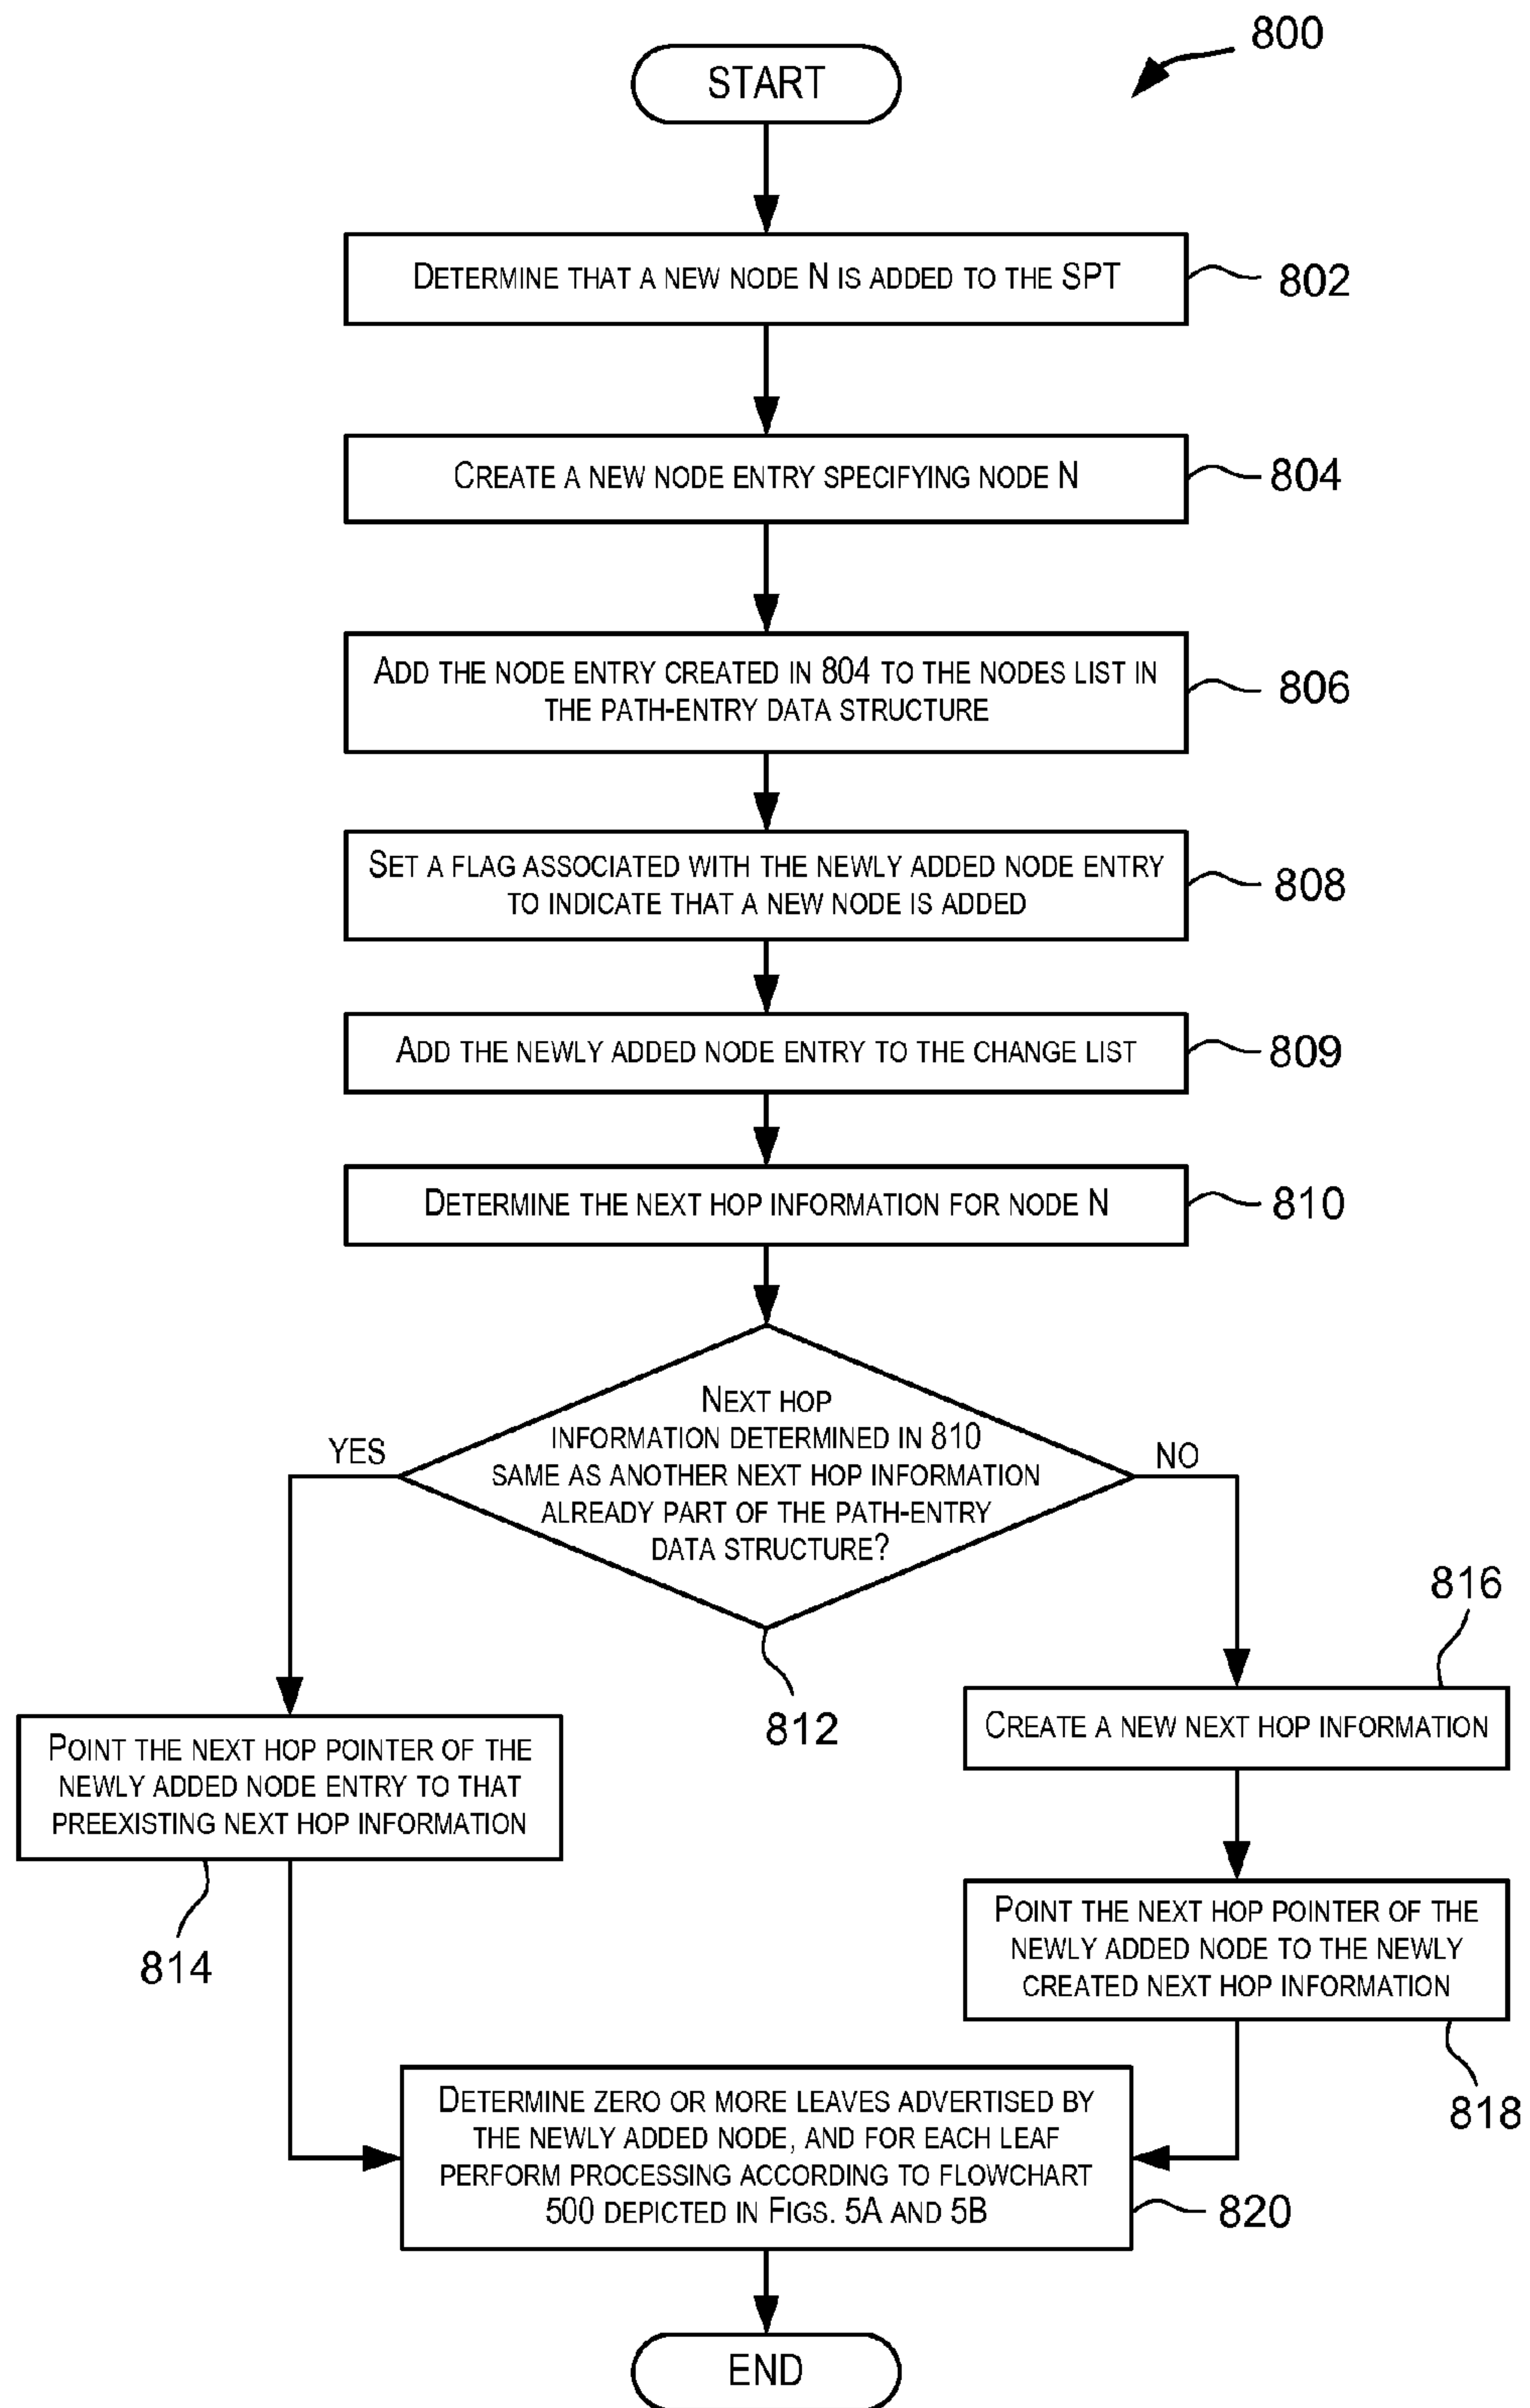 800
START
DETERMINE THAT A NEW NODE N IS ADDED TO THE SPT
802
CREATE A NEW NODE ENTRY SPECIFYING NODE N
804
ADD THE NODE ENTRY CREATED IN 804 TO THE NODES LIST IN
THE PATH-ENTRY DATA STRUCTURE
806
SET A FLAG ASSOCIATED WITH THE NEWLY ADDED NODE ENTRY
TO INDICATE THAT A NEW NODE IS ADDED
808
ADD THE NEWLY ADDED NODE ENTRY TO THE CHANGE LIST
809
DETERMINE THE NEXT HOP INFORMATION FOR NODE N
810
NEXT HOP
INFORMATION DETERMINED IN 810
SAME AS ANOTHER NEXT HOP INFORMATION
ALREADY PART OF THE PATH-ENTRY
DATA STRUCTURE?
YES
NO
812
816
POINT THE NEXT HOP POINTER OF THE
NEWLY ADDED NODE ENTRY TO THAT
PREEXISTING NEXT HOP INFORMATION
814
CREATE A NEW NEXT HOP INFORMATION
POINT THE NEXT HOP POINTER OF THE
NEWLY ADDED NODE TO THE NEWLY
CREATED NEXT HOP INFORMATION
818
DETERMINE ZERO OR MORE LEAVES ADVERTISED BY
THE NEWLY ADDED NODE, AND FOR EACH LEAF
PERFORM PROCESSING ACCORDING TO FLOWCHART
500 DEPICTED IN FIGS. 5A AND 5B
820
END